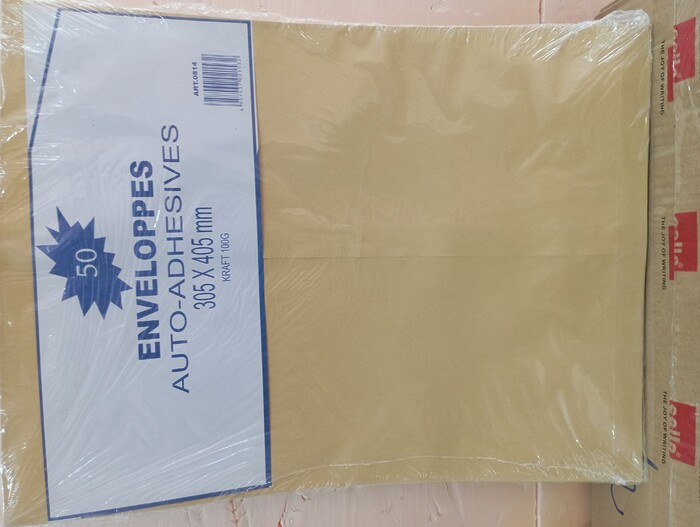 50
ENVELOPPES
AUTO-ADHESIVES
305 X 405 mm
KRAFT 100G
ART.0814
THE JOY OF WRITING
THE JOY OF WRITING
THE JOY OF WRITING